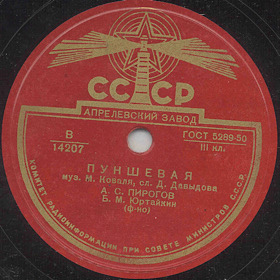 СССР
АПРЕЛЕВСКИЙ ЗАВОД
В
14207
ГОСТ 5289-50
III кл.
ПУНШЕВАЯ
муз. М. Коваля, сл. Д. Давыдова
А. С. ПИРОГОВ
Б. М. Юртайкин
(ф-но)
КОМИТЕТ РАДИОИНФОРМАЦИИ ПРИ СОВЕТЕ МИНИСТРОВ СССР.